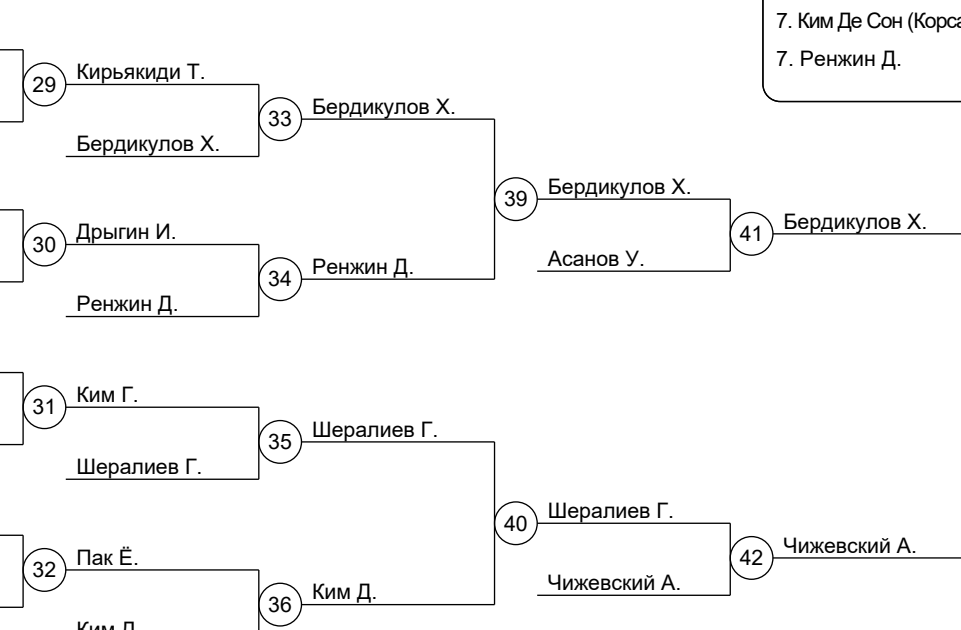 7. Ким Де Сон (Корса
7. Ренжин Д.
29
Кирьякиди Т.
33
Бердикулов Х.
Бердикулов Х.
39
Бердикулов Х.
41
Бердикулов Х.
30
Дрыгин И.
34
Ренжин Д.
Асанов У.
Ренжин Д.
31
Ким Г.
35
Шералиев Г.
Шералиев Г.
40
Шералиев Г.
42
Чижевский А.
32
Пак Ё.
36
Ким Д.
Чижевский А.
Ким Д.